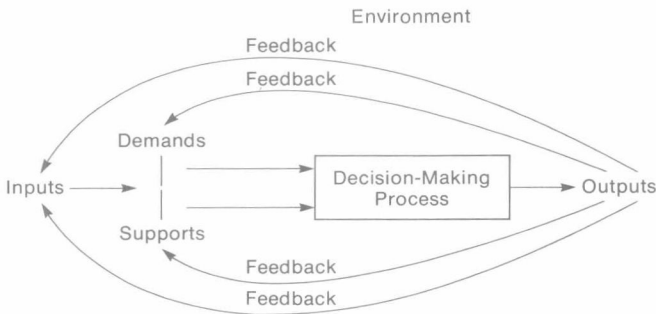 Environment
Feedback
Feedback
Demands
Inputs
Decision-Making
Process
Outputs
Supports
Feedback
Feedback